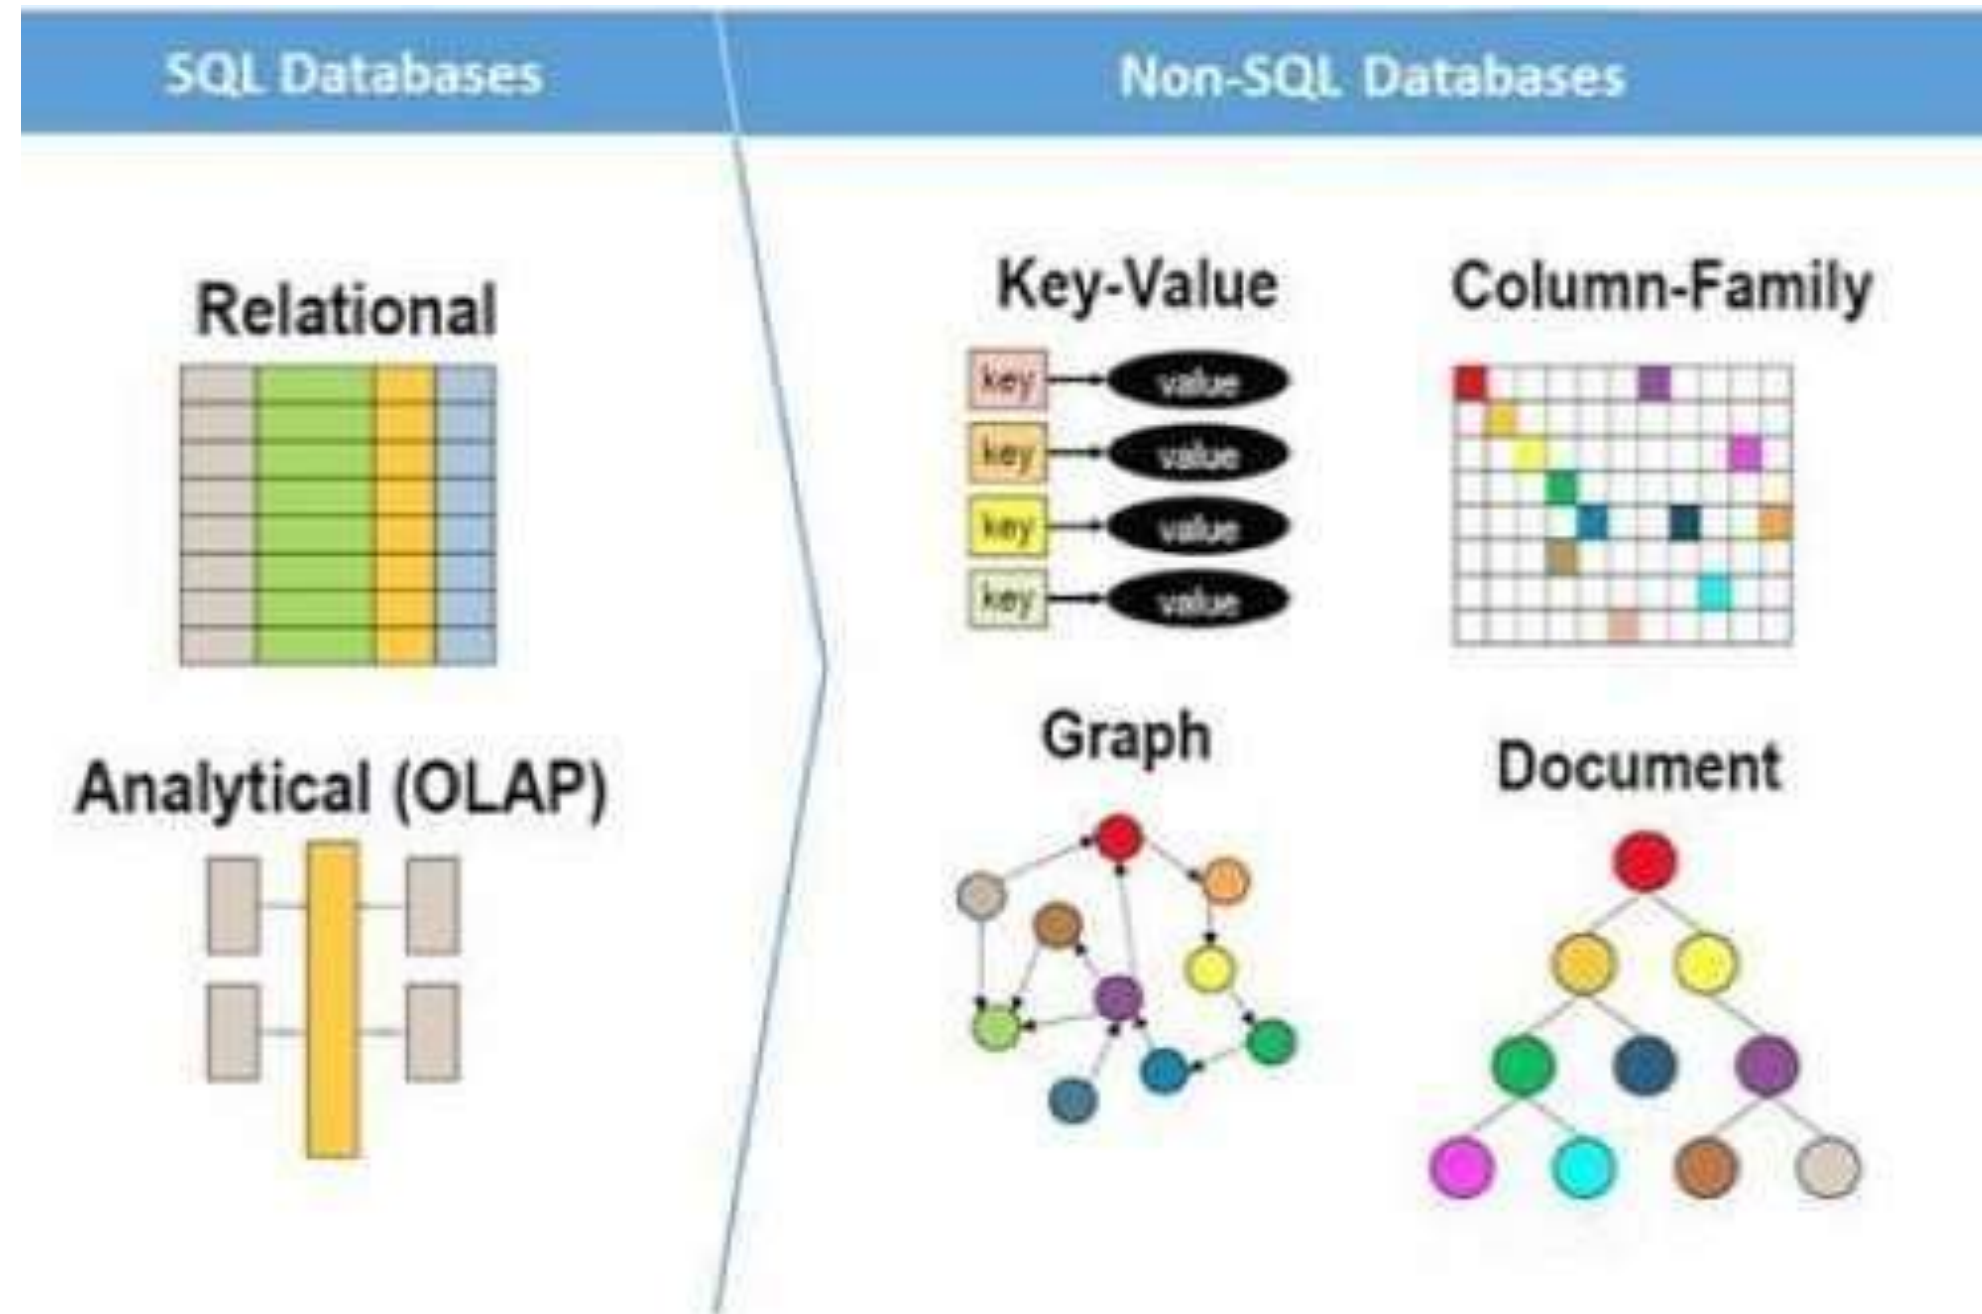 SQL Databases
Non-SQL Databases
Relational
Analytical (OLAP)
Key-Value
key value
key value
key value
key value
Column-Family
Graph
Document